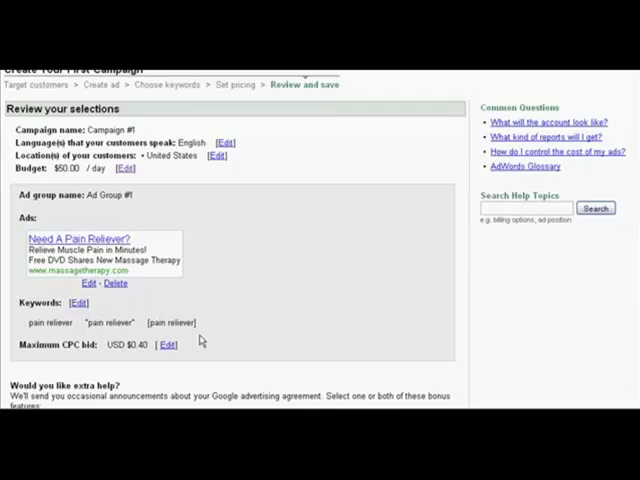 Create Your First Campaign
Target customers > Create ad > Choose keywords > Set pricing > Review and save
Review your selections
Campaign name: Campaign #1
Language(s) that your customers speak: English [Edit]
Location(s) of your customers: • United States [Edit]
Budget: $50.00 / day [Edit]
Ad group name: Ad Group #1
Ads:
Need A Pain Reliever?
Relieve Muscle Pain in Minutes!
Free DVD Shares New Massage Therapy
www.massagetherapy.com
Edit - Delete
Keywords: [Edit]
pain reliever "pain reliever" [pain reliever]
Maximum CPC bid: USD $0.40 [ Edit]
Would you like extra help?
We'll send you occasional announcements about your Google advertising agreement. Select one or both of these bonus
features:
Common Questions
What will the account look like?
What kind of reports will I get?
How do I control the cost of my ads?
AdWords Glossary
Search Help Topics
Search
e.g. billing options, ad position